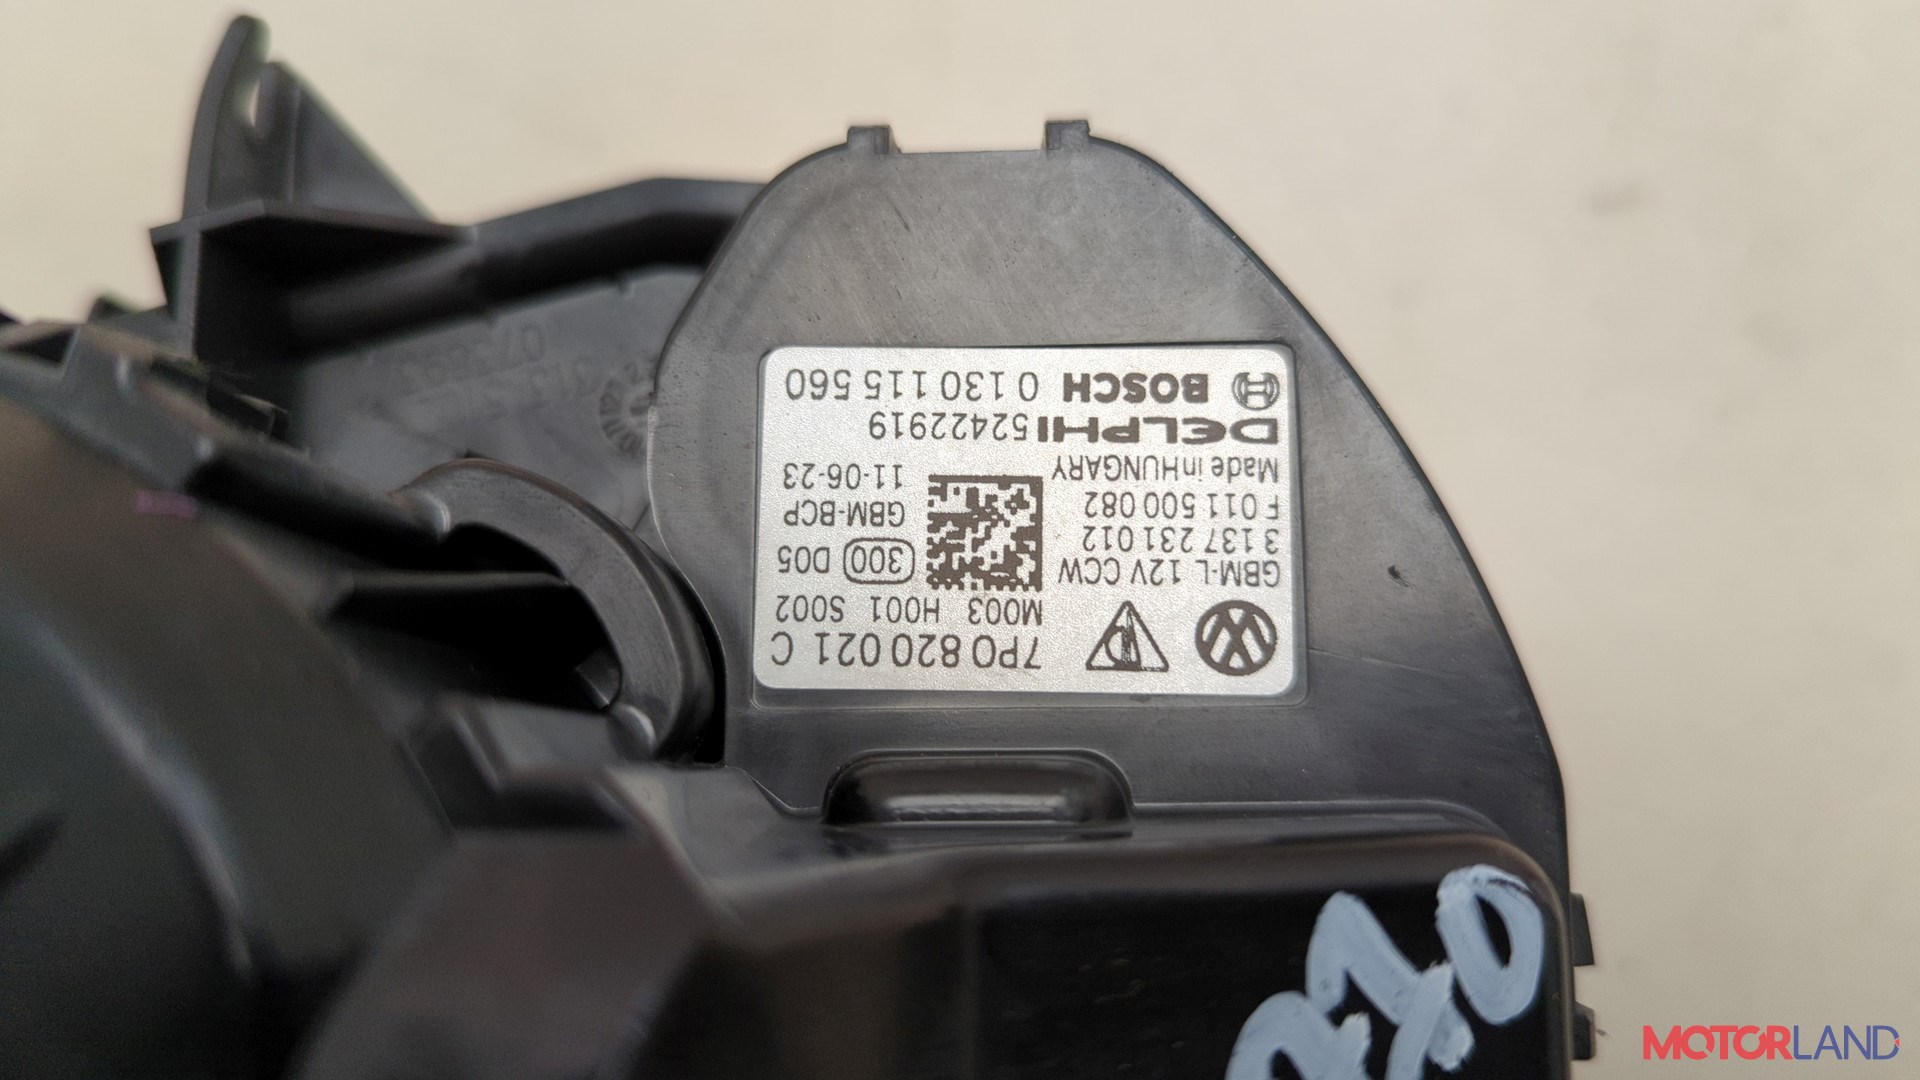 7P0 820 021 C
M003 H001 S002
GBM-L 12V CCW
3 137 231 012
F 011 500 082
Made in HUNGARY
300 D05
GBM-BCP
11-06-23
DELPHI 52422919
BOSCH 0 130 115 560
MOTORLAND